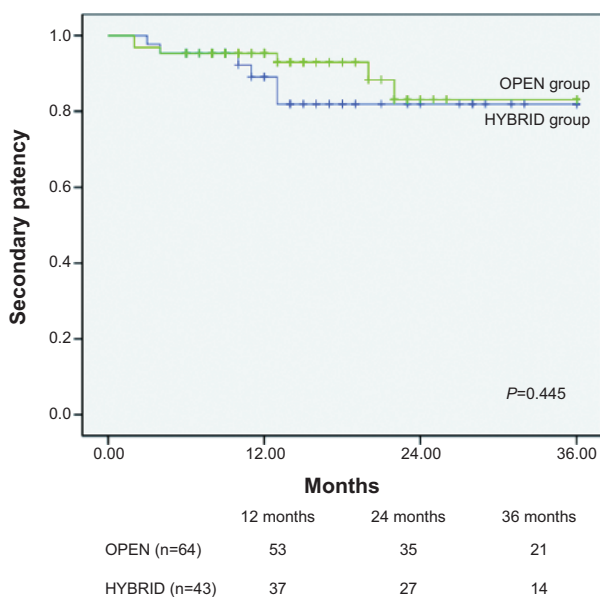 Secondary patency
1.0
0.8
0.6
0.4
0.2
0.0
OPEN group
HYBRID group
P=0.445
0.00 12.00 24.00 36.00
Months
12 months 24 months 36 months
OPEN (n=64) 53 35 21
HYBRID (n=43) 37 27 14